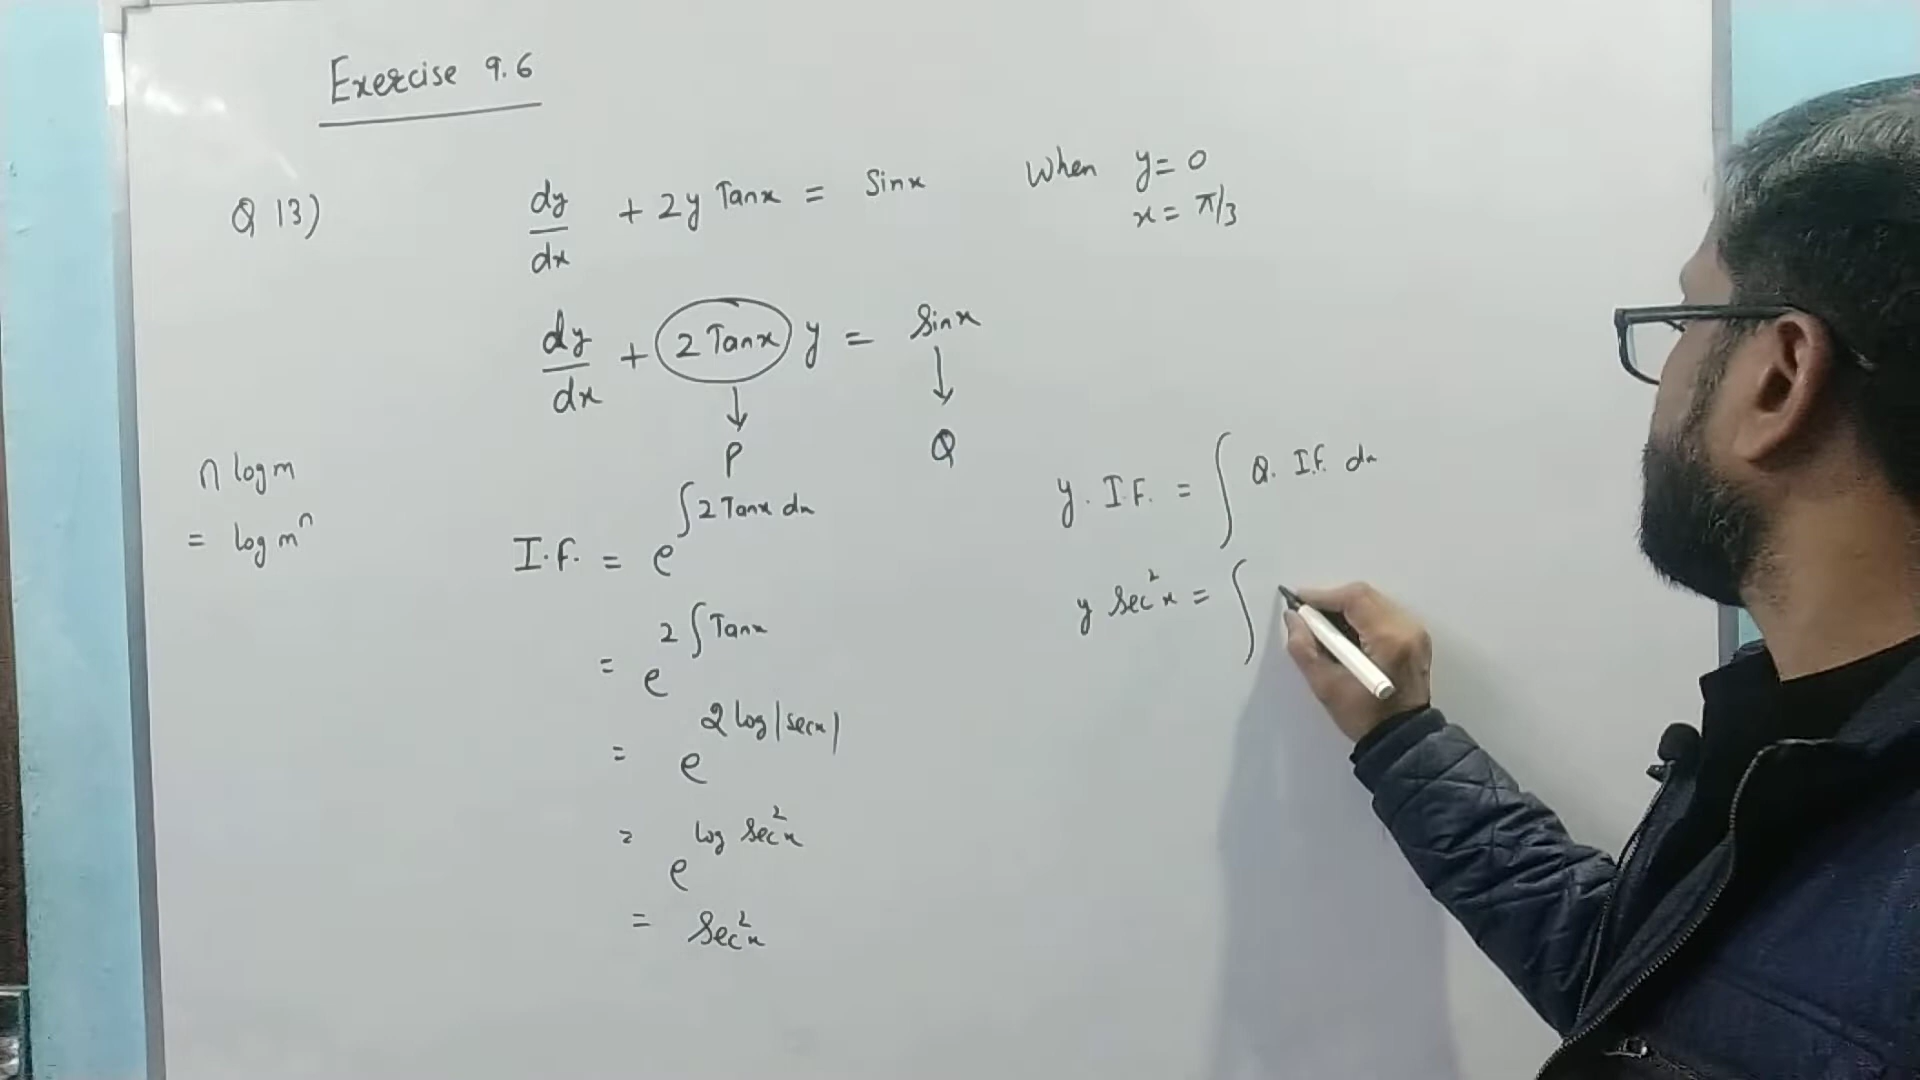 Exercise 9.6
Q 13) dy/dx + 2y Tanx = Sinx When y = 0
x = π/3
dy/dx + 2 Tanx y = Sinx
↓ ↓
P Q
n log m
= log m^n
I.F. = e^∫2 Tanx dx
= e^2∫Tanx
= e^2 log|secx|
= e^log Sec²x
= Sec²x
y . I.F. = ∫ Q. I.F. dx
y Sec²x = ∫